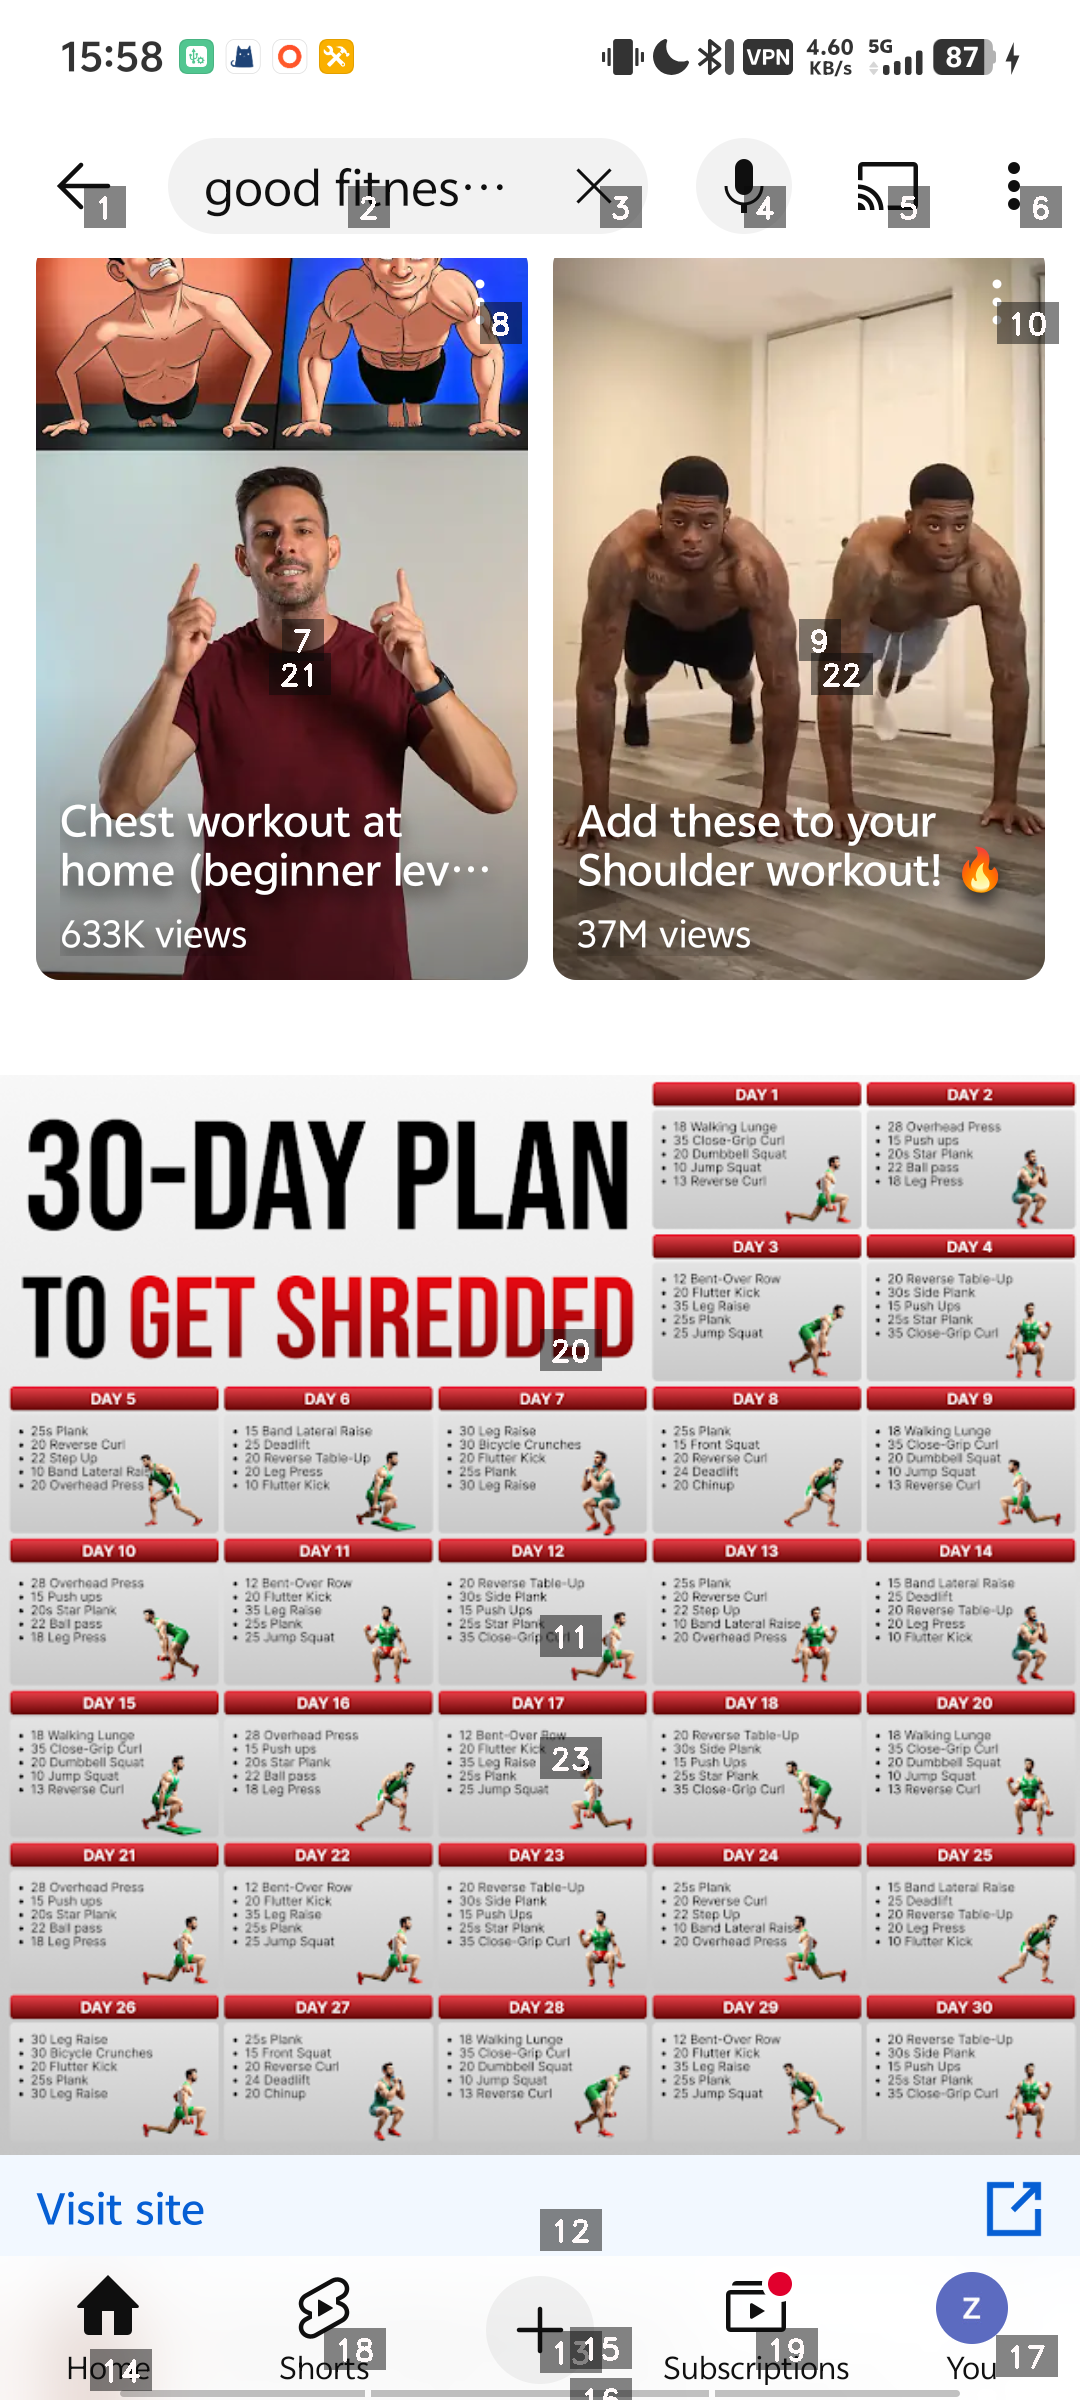 15:58
VPN
4.60
KB/s
5G
87
good fitnes…
1
2
3
4
5
6
8
10
7
21
9
22
Chest workout at
home (beginner lev…
633K views
Add these to your
Shoulder workout! 🔥
37M views
30-DAY PLAN
TO GET SHREDDED
20
DAY 1
• 18 Walking Lunge
• 35 Close-Grip Curl
• 20 Dumbbell Squat
• 10 Jump Squat
• 13 Reverse Curl
DAY 2
• 28 Overhead Press
• 15 Push ups
• 20s Star Plank
• 22 Ball pass
• 18 Leg Press
DAY 3
• 12 Bent-Over Row
• 20 Flutter Kick
• 35 Leg Raise
• 25s Plank
• 25 Jump Squat
DAY 4
• 20 Reverse Table-Up
• 30s Side Plank
• 15 Push Ups
• 25s Star Plank
• 35 Close-Grip Curl
DAY 5
• 25s Plank
• 20 Reverse Curl
• 22 Step Up
• 10 Band Lateral Rais
• 20 Overhead Press
DAY 6
• 15 Band Lateral Raise
• 25 Deadlift
• 20 Reverse Table-Up
• 20 Leg Press
• 10 Flutter Kick
DAY 7
• 30 Leg Raise
• 30 Bicycle Crunches
• 20 Flutter Kick
• 25s Plank
• 30 Leg Raise
DAY 8
• 25s Plank
• 15 Front Squat
• 20 Reverse Curl
• 24 Deadlift
• 20 Chinup
DAY 9
• 18 Walking Lunge
• 35 Close-Grip Curl
• 20 Dumbbell Squat
• 10 Jump Squat
• 13 Reverse Curl
DAY 10
• 28 Overhead Press
• 15 Push ups
• 20s Star Plank
• 22 Ball pass
• 18 Leg Press
DAY 11
• 12 Bent-Over Row
• 20 Flutter Kick
• 35 Leg Raise
• 25s Plank
• 25 Jump Squat
DAY 12
• 20 Reverse Table-Up
• 30s Side Plank
• 15 Push Ups
• 25s Star Plank
• 35 Close-Grip Curl
11
DAY 13
• 25s Plank
• 20 Reverse Curl
• 22 Step Up
• 10 Band Lateral Raise
• 20 Overhead Press
DAY 14
• 15 Band Lateral Raise
• 25 Deadlift
• 20 Reverse Table-Up
• 20 Leg Press
• 10 Flutter Kick
DAY 15
• 18 Walking Lunge
• 35 Close-Grip Curl
• 20 Dumbbell Squat
• 10 Jump Squat
• 13 Reverse Curl
DAY 16
• 28 Overhead Press
• 15 Push ups
• 20s Star Plank
• 22 Ball pass
• 18 Leg Press
DAY 17
• 12 Bent-Over Row
• 20 Flutter Kick
• 35 Leg Raise
• 25s Plank
• 25 Jump Squat
23
DAY 18
• 20 Reverse Table-Up
• 30s Side Plank
• 15 Push Ups
• 25s Star Plank
• 35 Close-Grip Curl
DAY 20
• 18 Walking Lunge
• 35 Close-Grip Curl
• 20 Dumbbell Squat
• 10 Jump Squat
• 13 Reverse Curl
DAY 21
• 28 Overhead Press
• 15 Push ups
• 20s Star Plank
• 22 Ball pass
• 18 Leg Press
DAY 22
• 12 Bent-Over Row
• 20 Flutter Kick
• 35 Leg Raise
• 25s Plank
• 25 Jump Squat
DAY 23
• 20 Reverse Table-Up
• 30s Side Plank
• 15 Push Ups
• 25s Star Plank
• 35 Close-Grip Curl
DAY 24
• 25s Plank
• 20 Reverse Curl
• 22 Step Up
• 10 Band Lateral Raise
• 20 Overhead Press
DAY 25
• 15 Band Lateral Raise
• 25 Deadlift
• 20 Reverse Table-Up
• 20 Leg Press
• 10 Flutter Kick
DAY 26
• 30 Leg Raise
• 30 Bicycle Crunches
• 20 Flutter Kick
• 25s Plank
• 30 Leg Raise
DAY 27
• 25s Plank
• 15 Front Squat
• 20 Reverse Curl
• 24 Deadlift
• 20 Chinup
DAY 28
• 18 Walking Lunge
• 35 Close-Grip Curl
• 20 Dumbbell Squat
• 10 Jump Squat
• 13 Reverse Curl
DAY 29
• 12 Bent-Over Row
• 20 Flutter Kick
• 35 Leg Raise
• 25s Plank
• 25 Jump Squat
DAY 30
• 20 Reverse Table-Up
• 30s Side Plank
• 15 Push Ups
• 25s Star Plank
• 35 Close-Grip Curl
Visit site
12
Home
14
Shorts
18
13
15
16
Subscriptions
19
Z
You
17